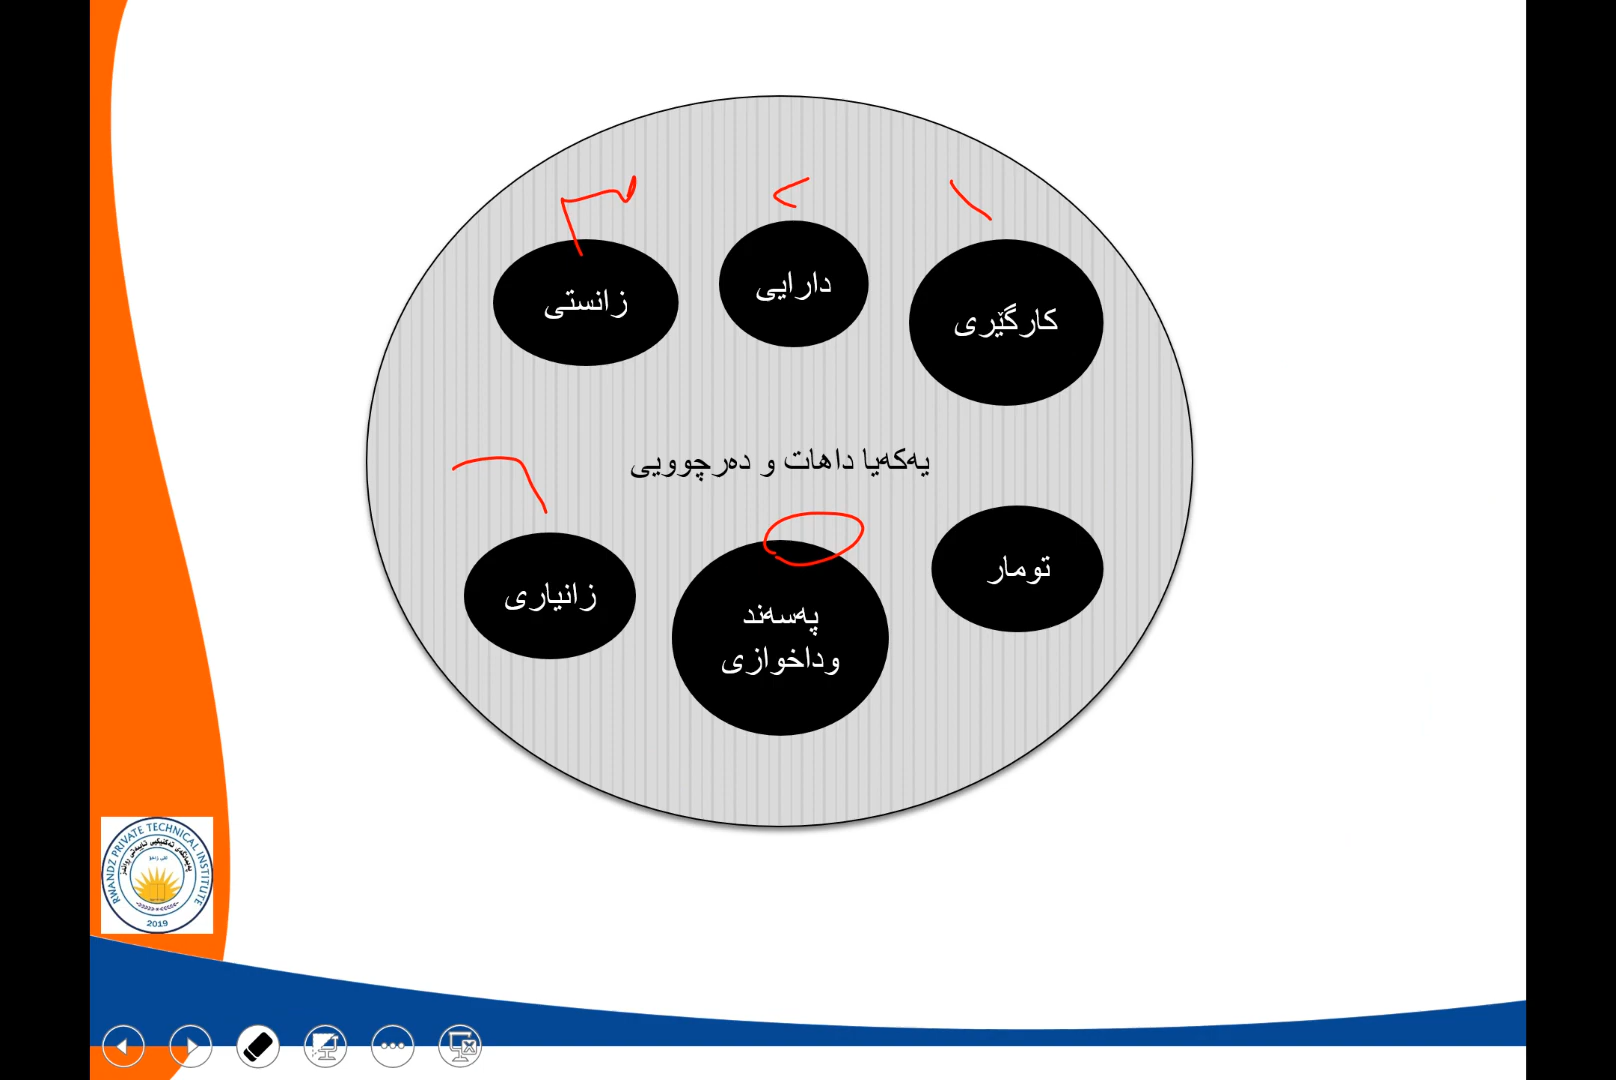 کارگێری
دارایی
زانستی
یەکەیا داهات و دەرچوویی
تومار
پەسەند
وداخوازی
زانیاری
RWANDZ PRIVATE TECHNICAL INSTITUTE
2019